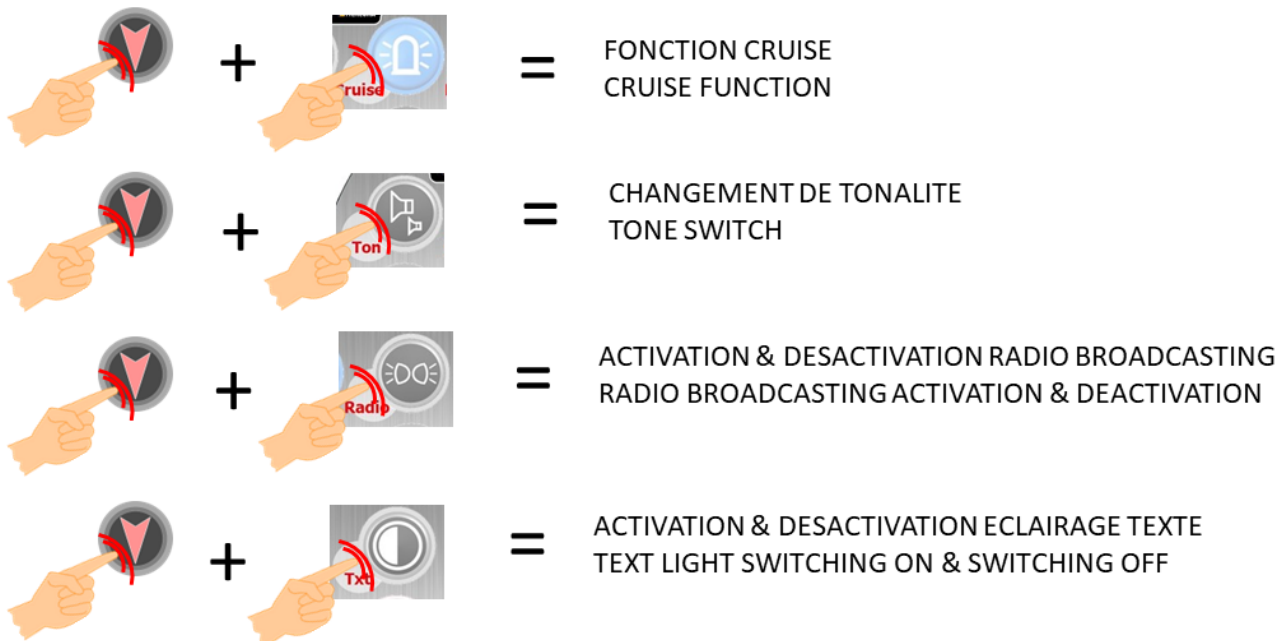 +
Cruise
=
FONCTION CRUISE
CRUISE FUNCTION
+
Ton
=
CHANGEMENT DE TONALITE
TONE SWITCH
+
Radio
=
ACTIVATION & DESACTIVATION RADIO BROADCASTING
RADIO BROADCASTING ACTIVATION & DEACTIVATION
+
Txt
=
ACTIVATION & DESACTIVATION ECLAIRAGE TEXTE
TEXT LIGHT SWITCHING ON & SWITCHING OFF